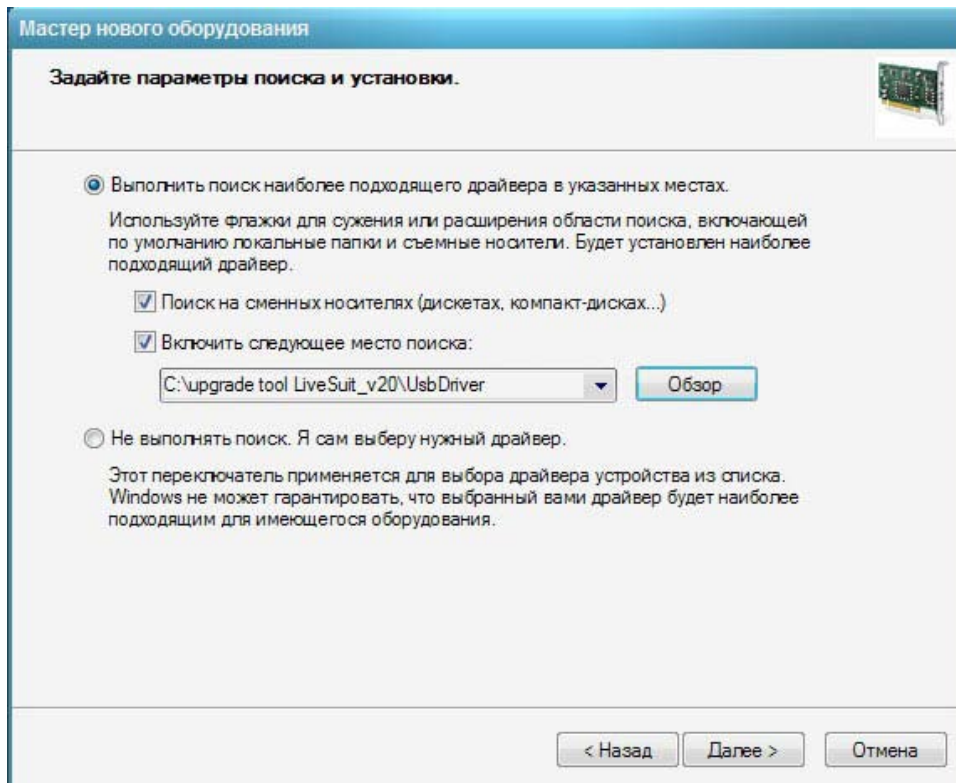 Мастер нового оборудования
Задайте параметры поиска и установки.
Выполнить поиск наиболее подходящего драйвера в указанных местах.
Используйте флажки для сужения или расширения области поиска, включающей
по умолчанию локальные папки и съемные носители. Будет установлен наиболее
подходящий драйвер.
Поиск на сменных носителях (дискетах, компакт-дисках...)
Включить следующее место поиска:
C:\upgrade tool LiveSuit_v20\UsbDriver
Обзор
Не выполнять поиск. Я сам выберу нужный драйвер.
Этот переключатель применяется для выбора драйвера устройства из списка.
Windows не может гарантировать, что выбранный вами драйвер будет наиболее
подходящим для имеющегося оборудования.
< Назад
Далее >
Отмена